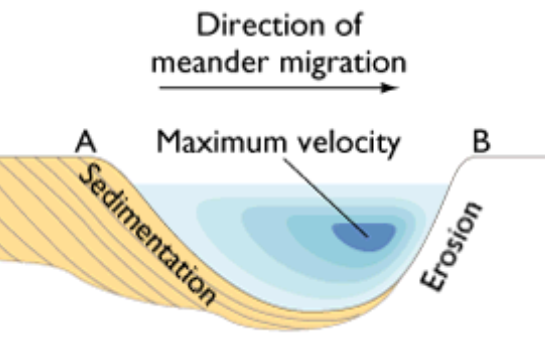 Direction of
meander migration
A
Maximum velocity
B
Sedimentation
Erosion